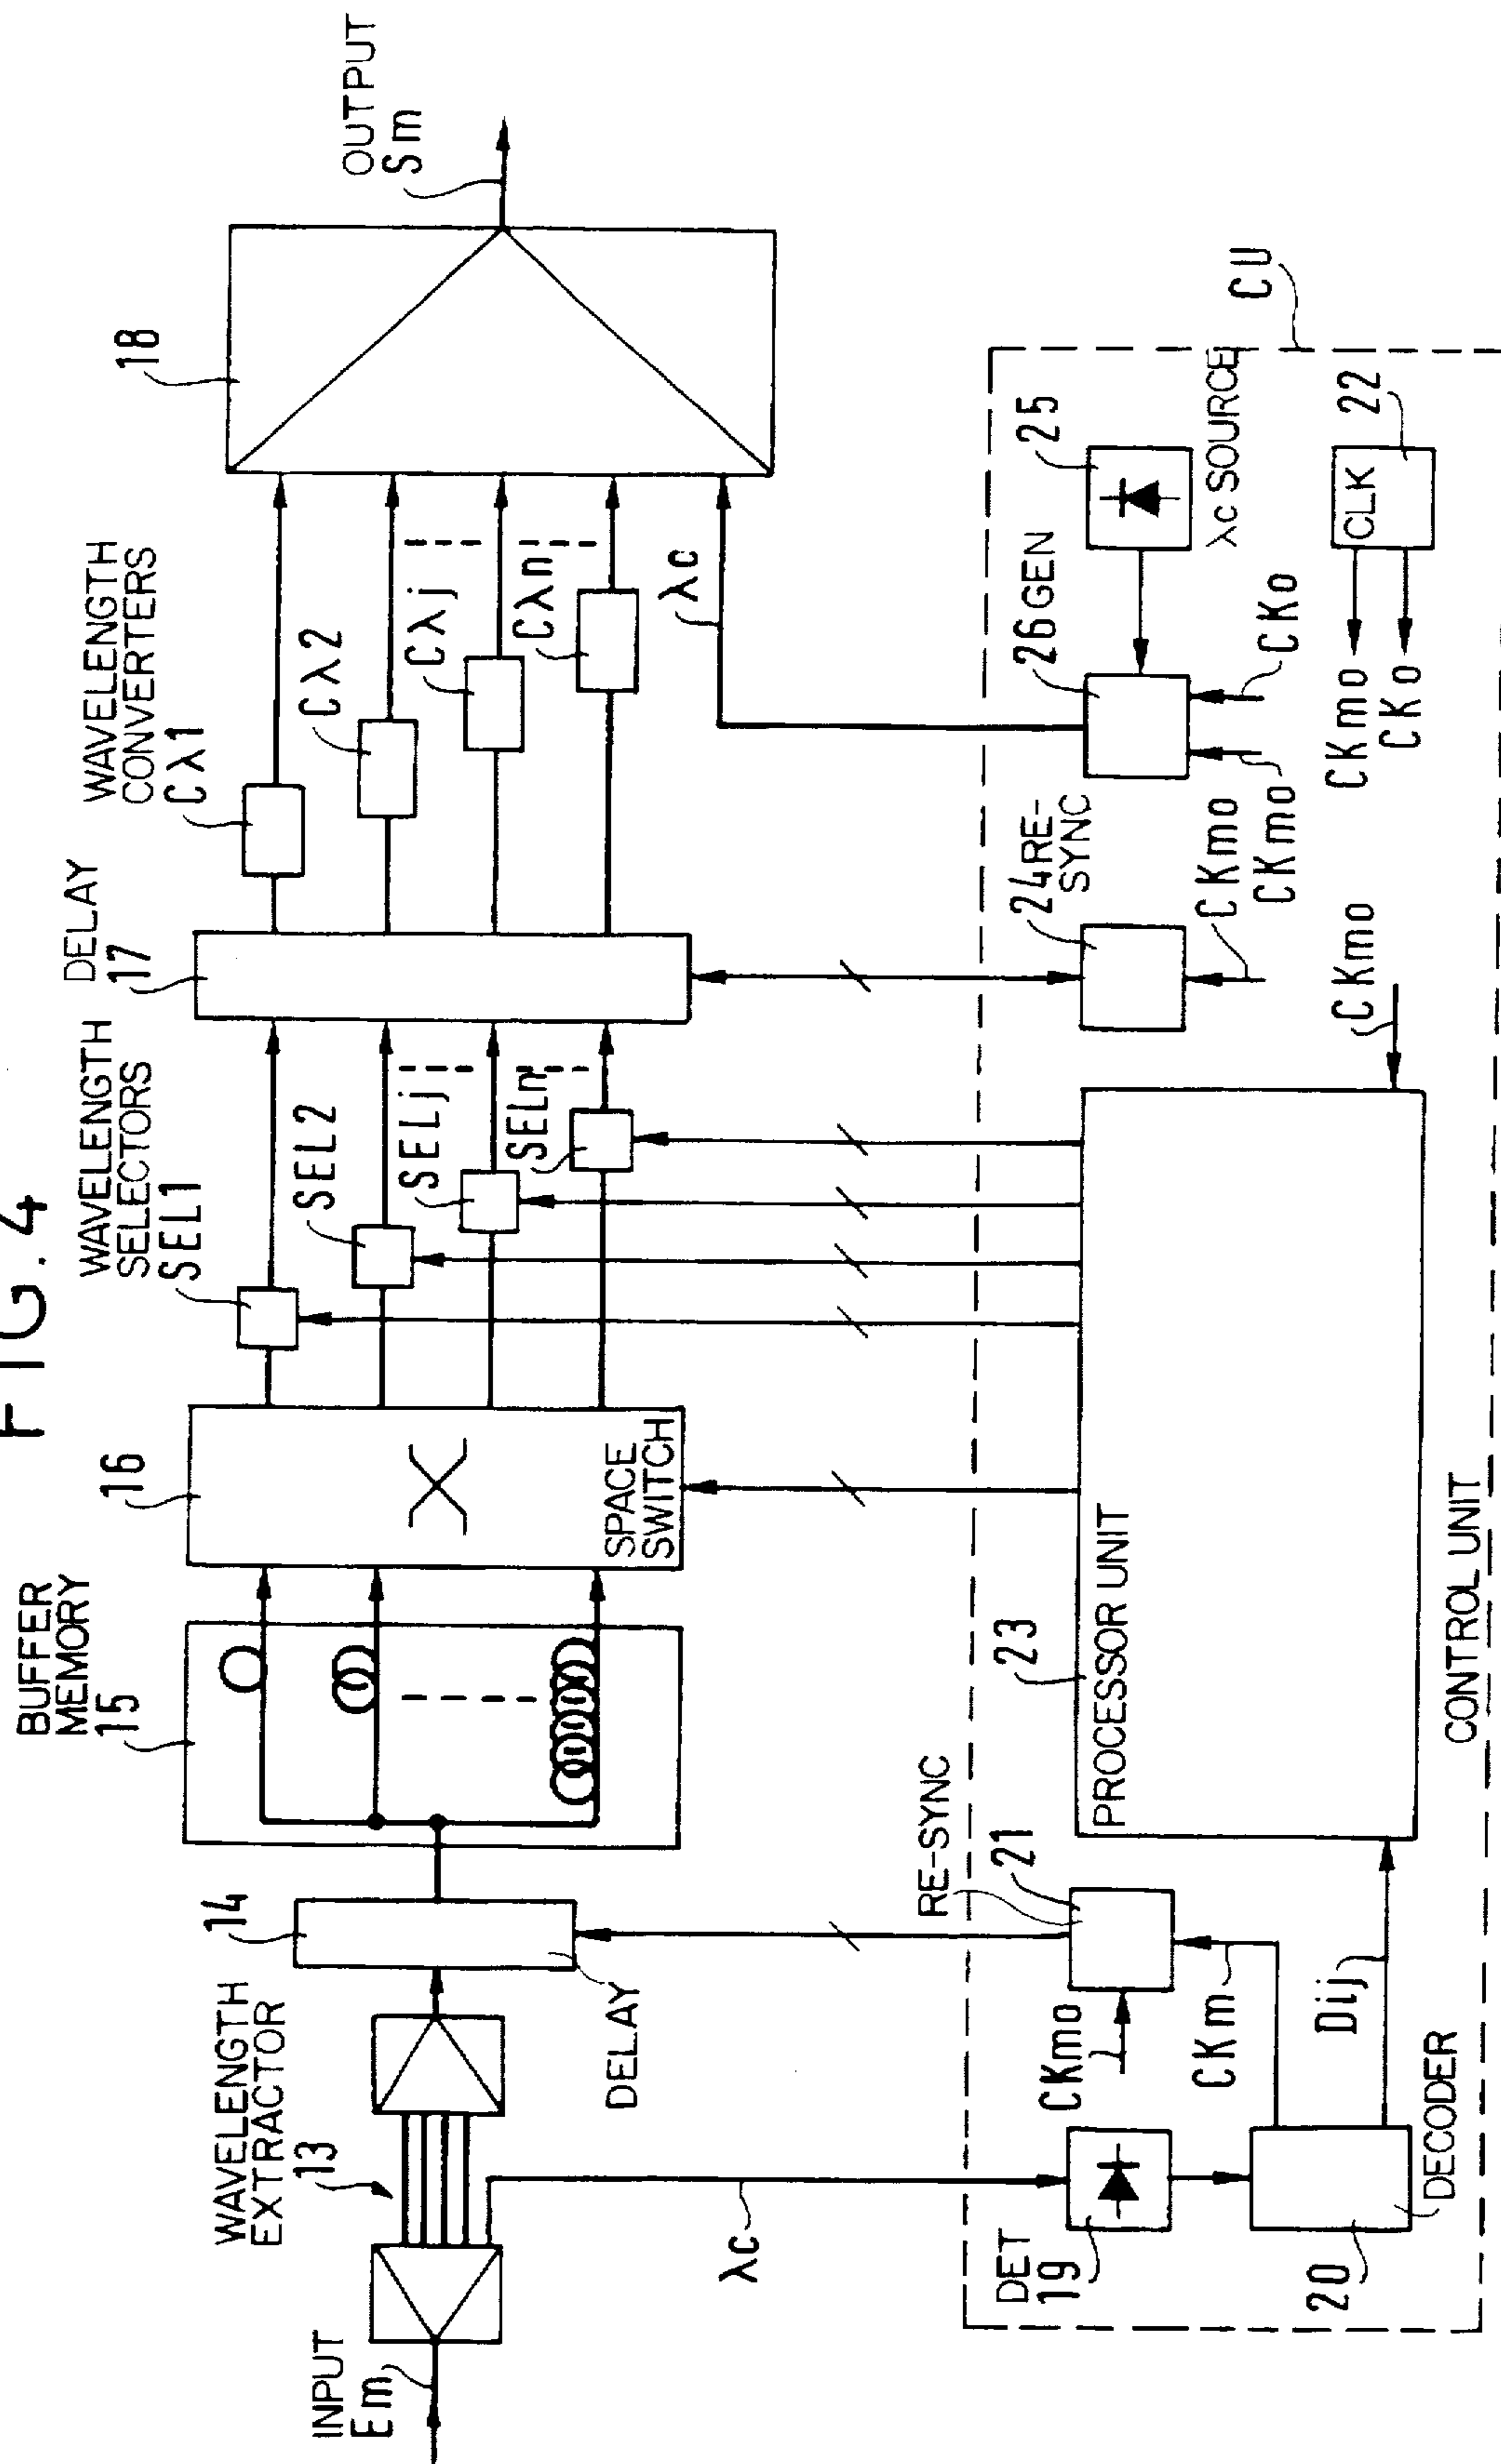 FIG. 4
INPUT
Em
WAVELENGTH
EXTRACTOR
13
14
DELAY
BUFFER
MEMORY
15
16
SPACE
SWITCH
WAVELENGTH
SELECTORS
SEL1
SEL2
SELj
SELn
DELAY
17
WAVELENGTH
CONVERTERS
Cλ1
Cλ2
Cλj
Cλn
18
OUTPUT
Sm
λc
λc
DET
19
20
DECODER
CKmo
CKm
Dij
RE-SYNC
21
23
PROCESSOR UNIT
CKmo
24 RE-
SYNC
CKmo
CKmo
26 GEN
CKo
25
λc SOURCE
CLK
22
CKmo
CKo
CONTROL UNIT
CU